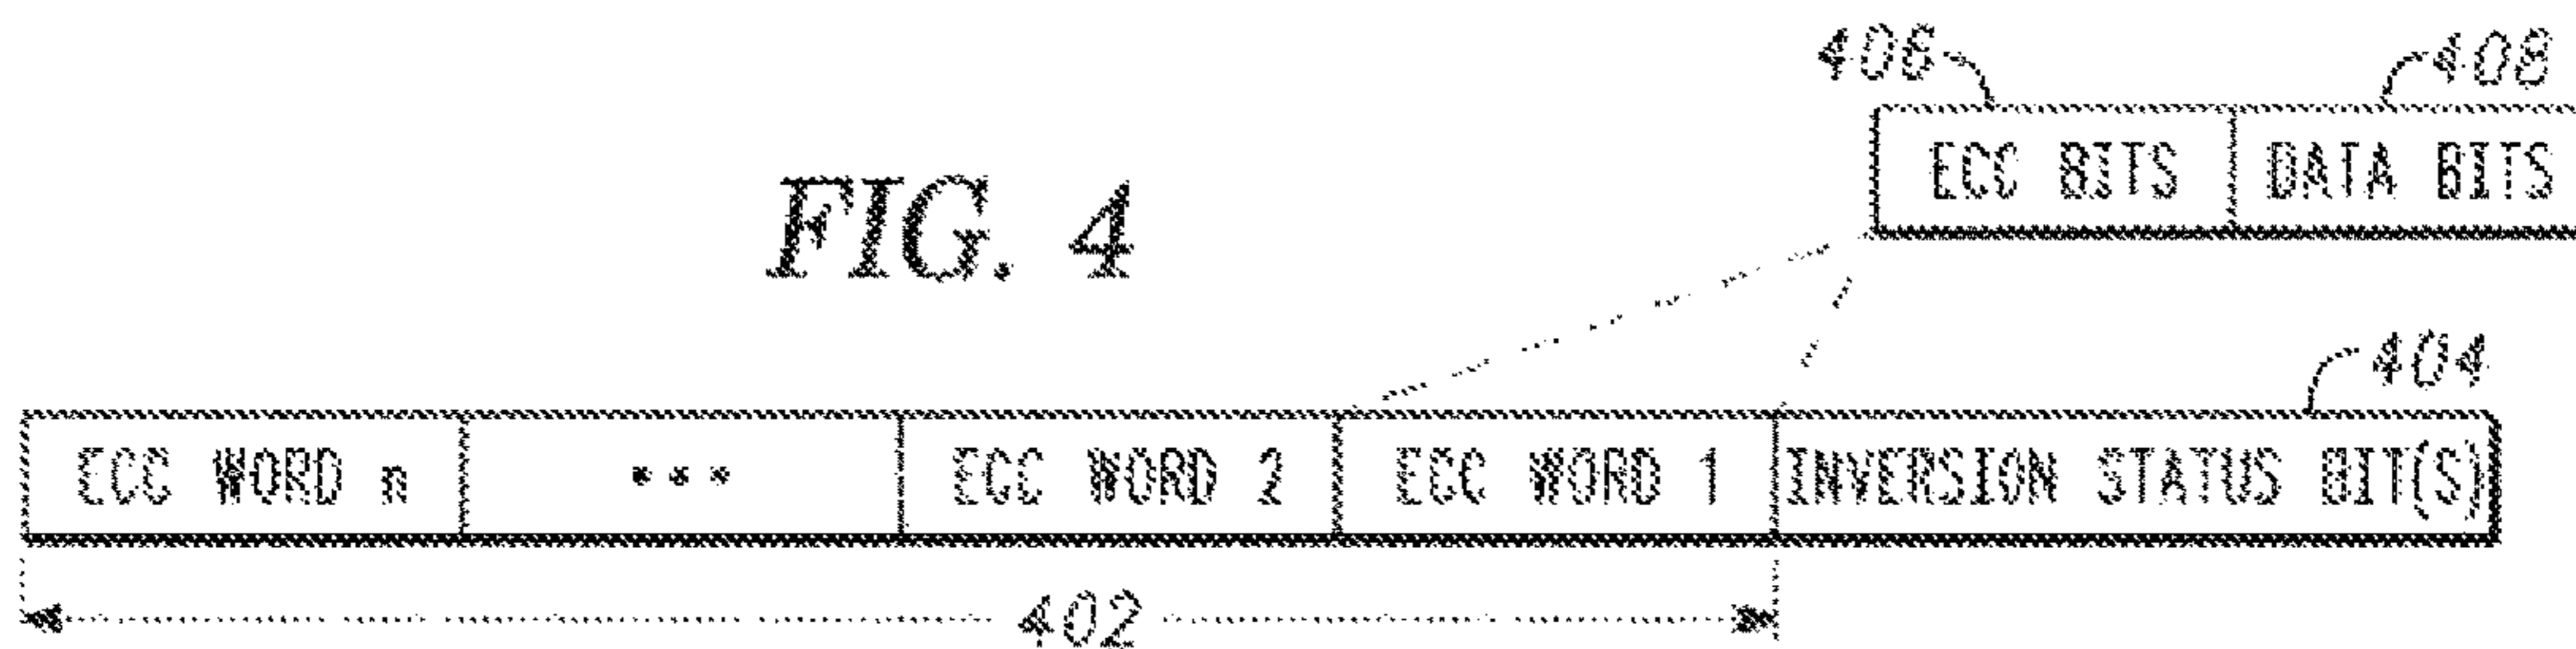 406 408
ECC BITS DATA BITS
FIG. 4
404
ECC WORD n *** ECC WORD 2 ECC WORD 1 INVERSION STATUS BIT(S)
402